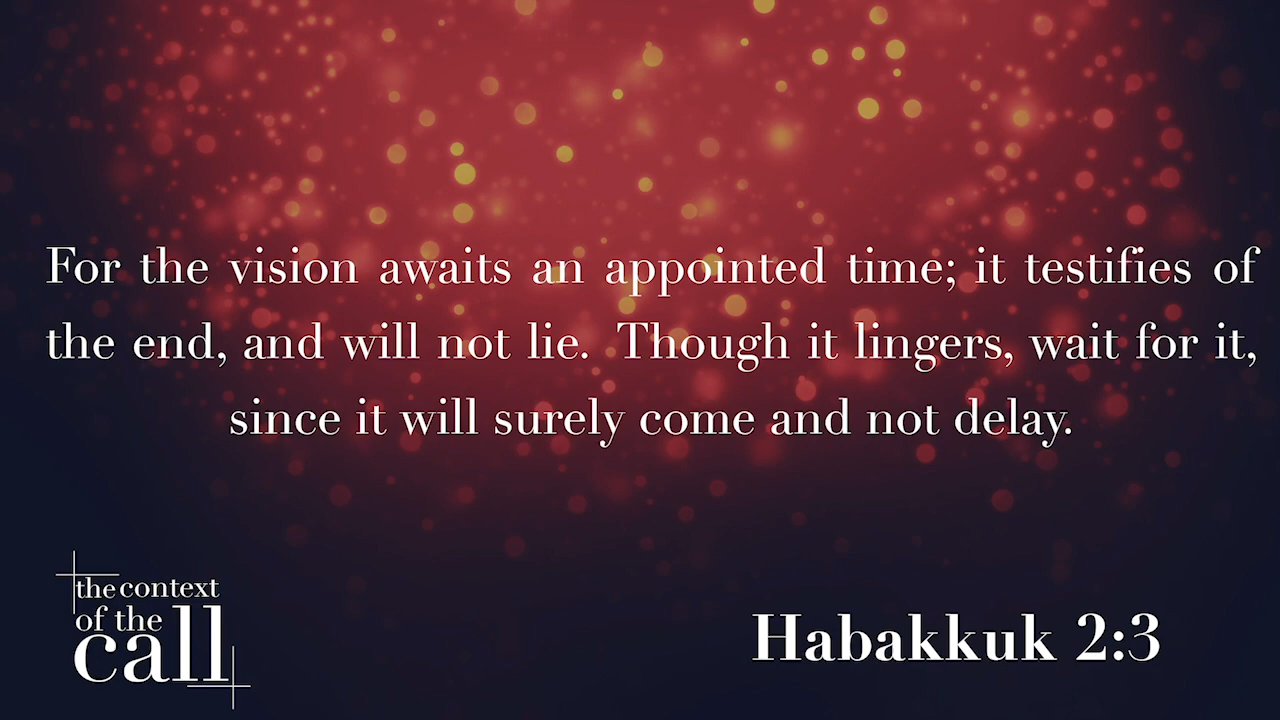 For the vision awaits an appointed time; it testifies of
the end, and will not lie. Though it lingers, wait for it,
since it will surely come and not delay.
the context
of the
call
Habakkuk 2:3